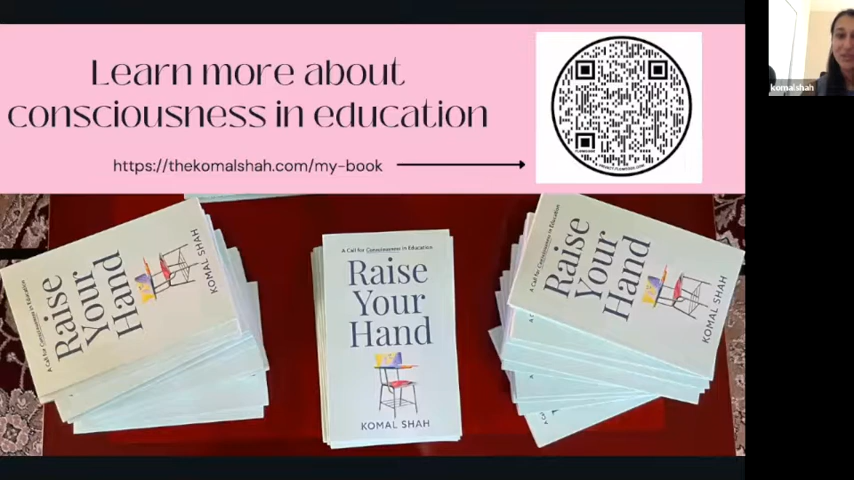 Learn more about
consciousness in education
https://thekomalshah.com/my-book
komalshah
A Call for Consciousness in Education
Raise
Your
Hand
KOMAL SHAH
A Call for Consciousness in Education
Raise
Your
Hand
KOMAL SHAH
A Call for Consciousness in Education
Raise
Your
Hand
KOMAL SHAH